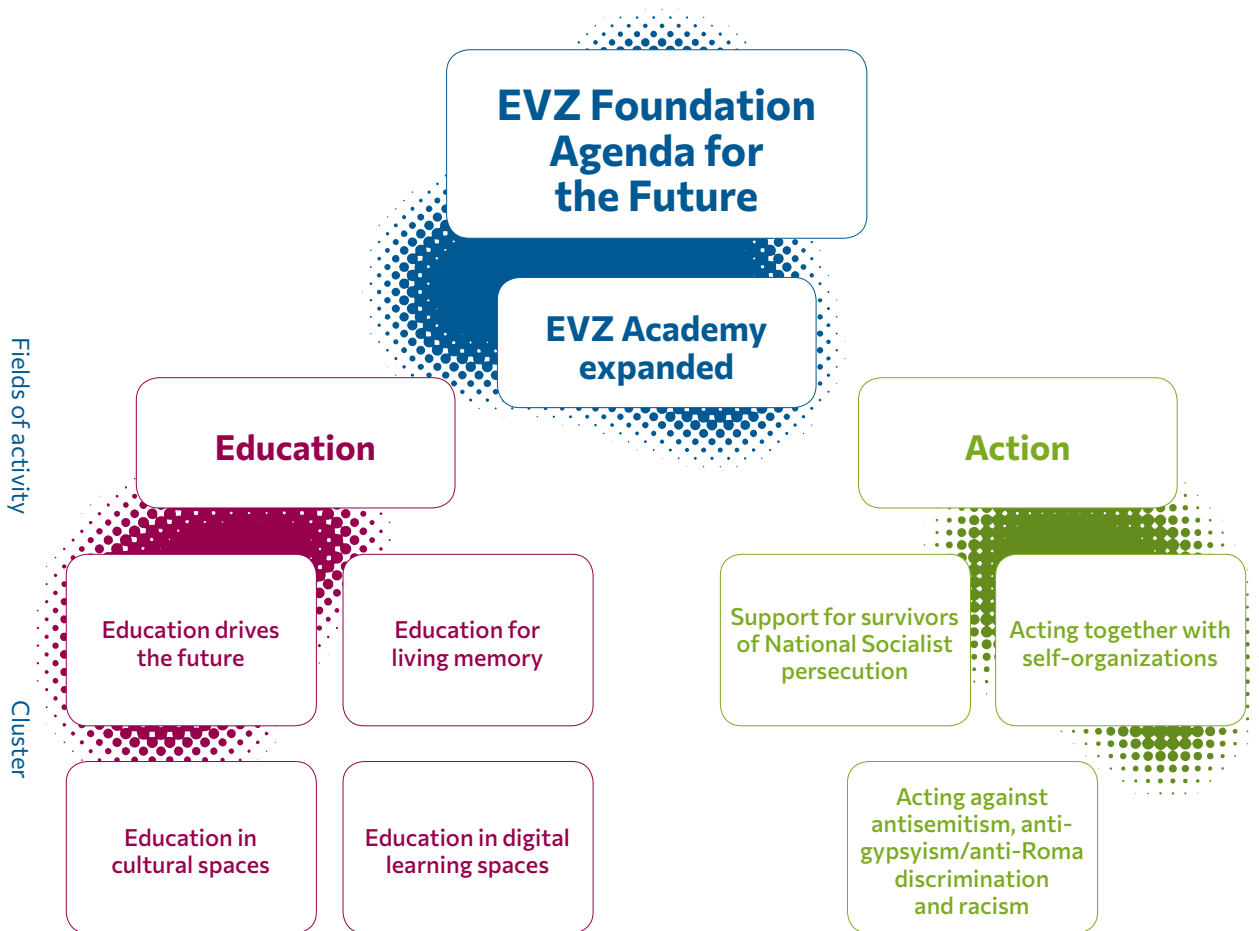 EVZ Foundation
Agenda for
the Future
EVZ Academy
expanded
Fields of activity
Education
Action
Cluster
Education drives
the future
Education for
living memory
Support for survivors
of National Socialist
persecution
Acting together with
self-organizations
Education in
cultural spaces
Education in digital
learning spaces
Acting against
antisemitism, anti-
gypsyism/anti-Roma
discrimination
and racism